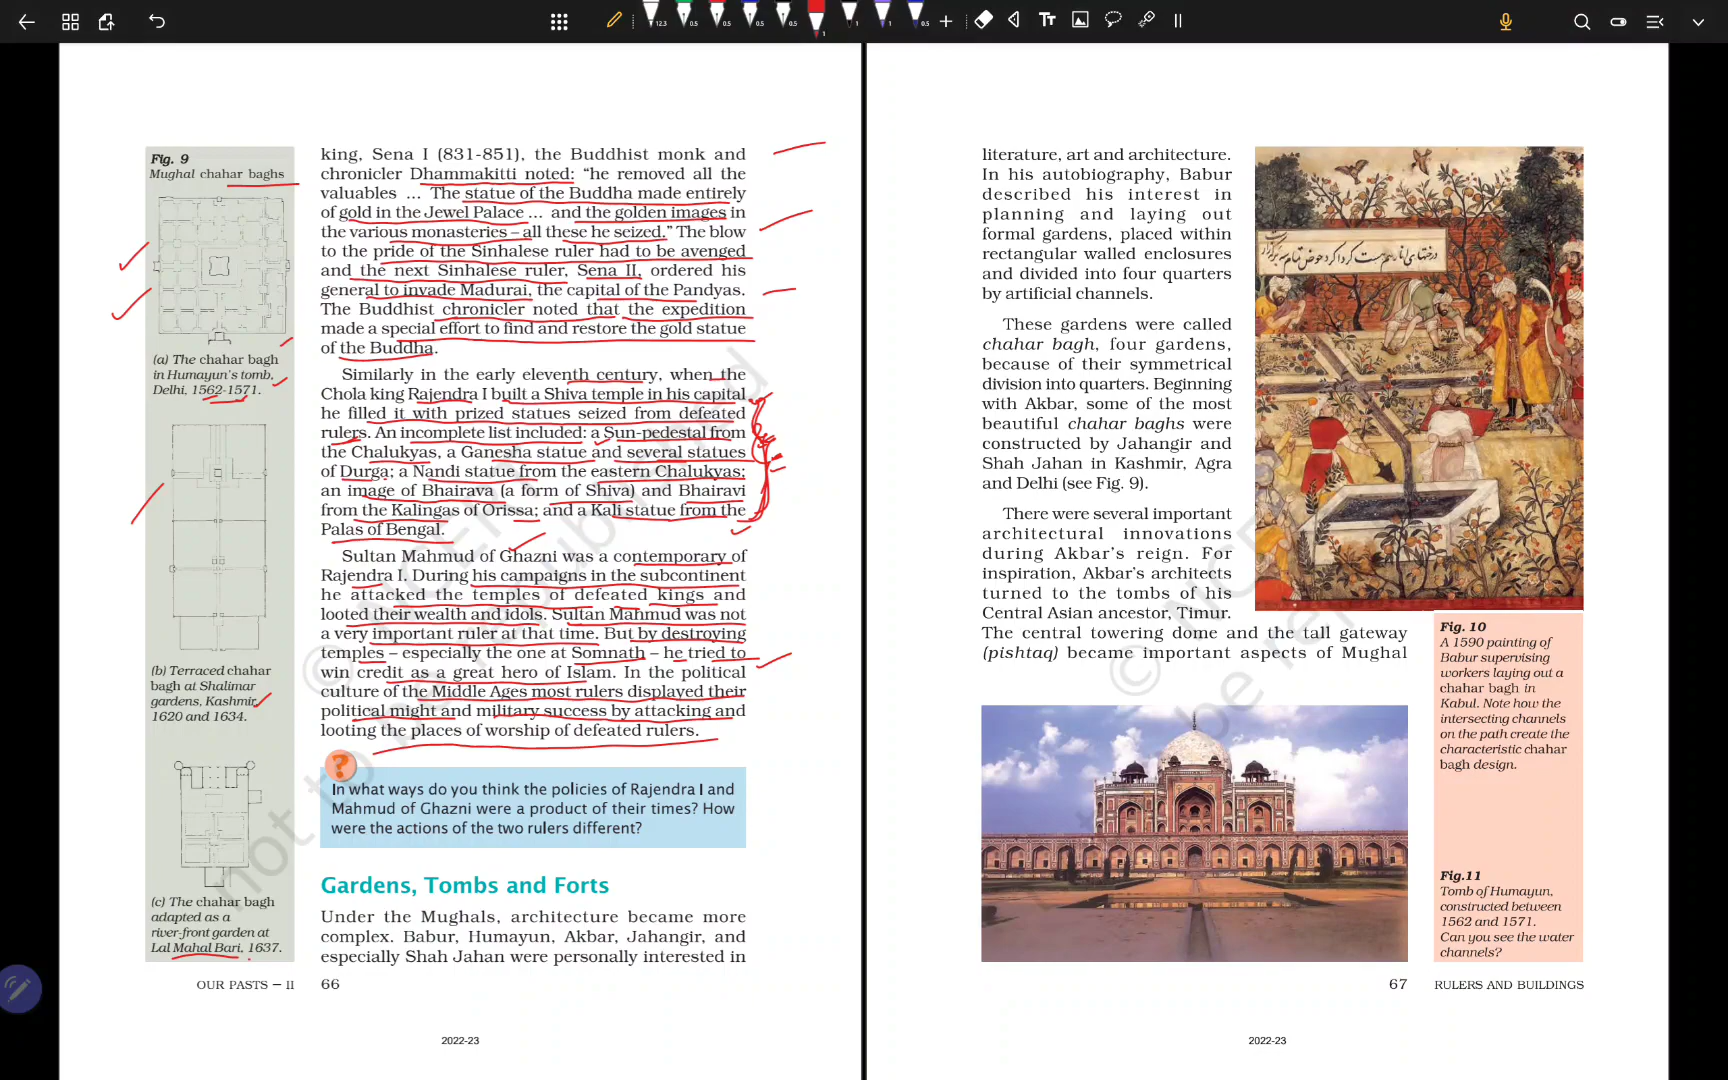 12.3 0.5 0.5 0.5 0.5 1 1 1 0.5
TT
Fig. 9
Mughal chahar baghs
(a) The chahar bagh
in Humayun's tomb,
Delhi, 1562-1571.
(b) Terraced chahar
bagh at Shalimar
gardens, Kashmir,
1620 and 1634.
(c) The chahar bagh
adapted as a
river-front garden at
Lal Mahal Bari, 1637.
king, Sena I (831-851), the Buddhist monk and
chronicler Dhammakitti noted: “he removed all the
valuables ... The statue of the Buddha made entirely
of gold in the Jewel Palace ... and the golden images in
the various monasteries – all these he seized.” The blow
to the pride of the Sinhalese ruler had to be avenged
and the next Sinhalese ruler, Sena II, ordered his
general to invade Madurai, the capital of the Pandyas.
The Buddhist chronicler noted that the expedition
made a special effort to find and restore the gold statue
of the Buddha.
Similarly in the early eleventh century, when the
Chola king Rajendra I built a Shiva temple in his capital
he filled it with prized statues seized from defeated
rulers. An incomplete list included: a Sun-pedestal from
the Chalukyas, a Ganesha statue and several statues
of Durga; a Nandi statue from the eastern Chalukyas;
an image of Bhairava (a form of Shiva) and Bhairavi
from the Kalingas of Orissa; and a Kali statue from the
Palas of Bengal.
Sultan Mahmud of Ghazni was a contemporary of
Rajendra I. During his campaigns in the subcontinent
he attacked the temples of defeated kings and
looted their wealth and idols. Sultan Mahmud was not
a very important ruler at that time. But by destroying
temples – especially the one at Somnath – he tried to
win credit as a great hero of Islam. In the political
culture of the Middle Ages most rulers displayed their
political might and military success by attacking and
looting the places of worship of defeated rulers.
?
In what ways do you think the policies of Rajendra I and
Mahmud of Ghazni were a product of their times? How
were the actions of the two rulers different?
Gardens, Tombs and Forts
Under the Mughals, architecture became more
complex. Babur, Humayun, Akbar, Jahangir, and
especially Shah Jahan were personally interested in
OUR PASTS – II 66
2022-23
literature, art and architecture.
In his autobiography, Babur
described his interest in
planning and laying out
formal gardens, placed within
rectangular walled enclosures
and divided into four quarters
by artificial channels.
These gardens were called
chahar bagh, four gardens,
because of their symmetrical
division into quarters. Beginning
with Akbar, some of the most
beautiful chahar baghs were
constructed by Jahangir and
Shah Jahan in Kashmir, Agra
and Delhi (see Fig. 9).
There were several important
architectural innovations
during Akbar’s reign. For
inspiration, Akbar’s architects
turned to the tombs of his
Central Asian ancestor, Timur.
The central towering dome and the tall gateway
(pishtaq) became important aspects of Mughal
Fig. 10
A 1590 painting of
Babur supervising
workers laying out a
chahar bagh in
Kabul. Note how the
intersecting channels
on the path create the
characteristic chahar
bagh design.
Fig.11
Tomb of Humayun,
constructed between
1562 and 1571.
Can you see the water
channels?
67 RULERS AND BUILDINGS
2022-23